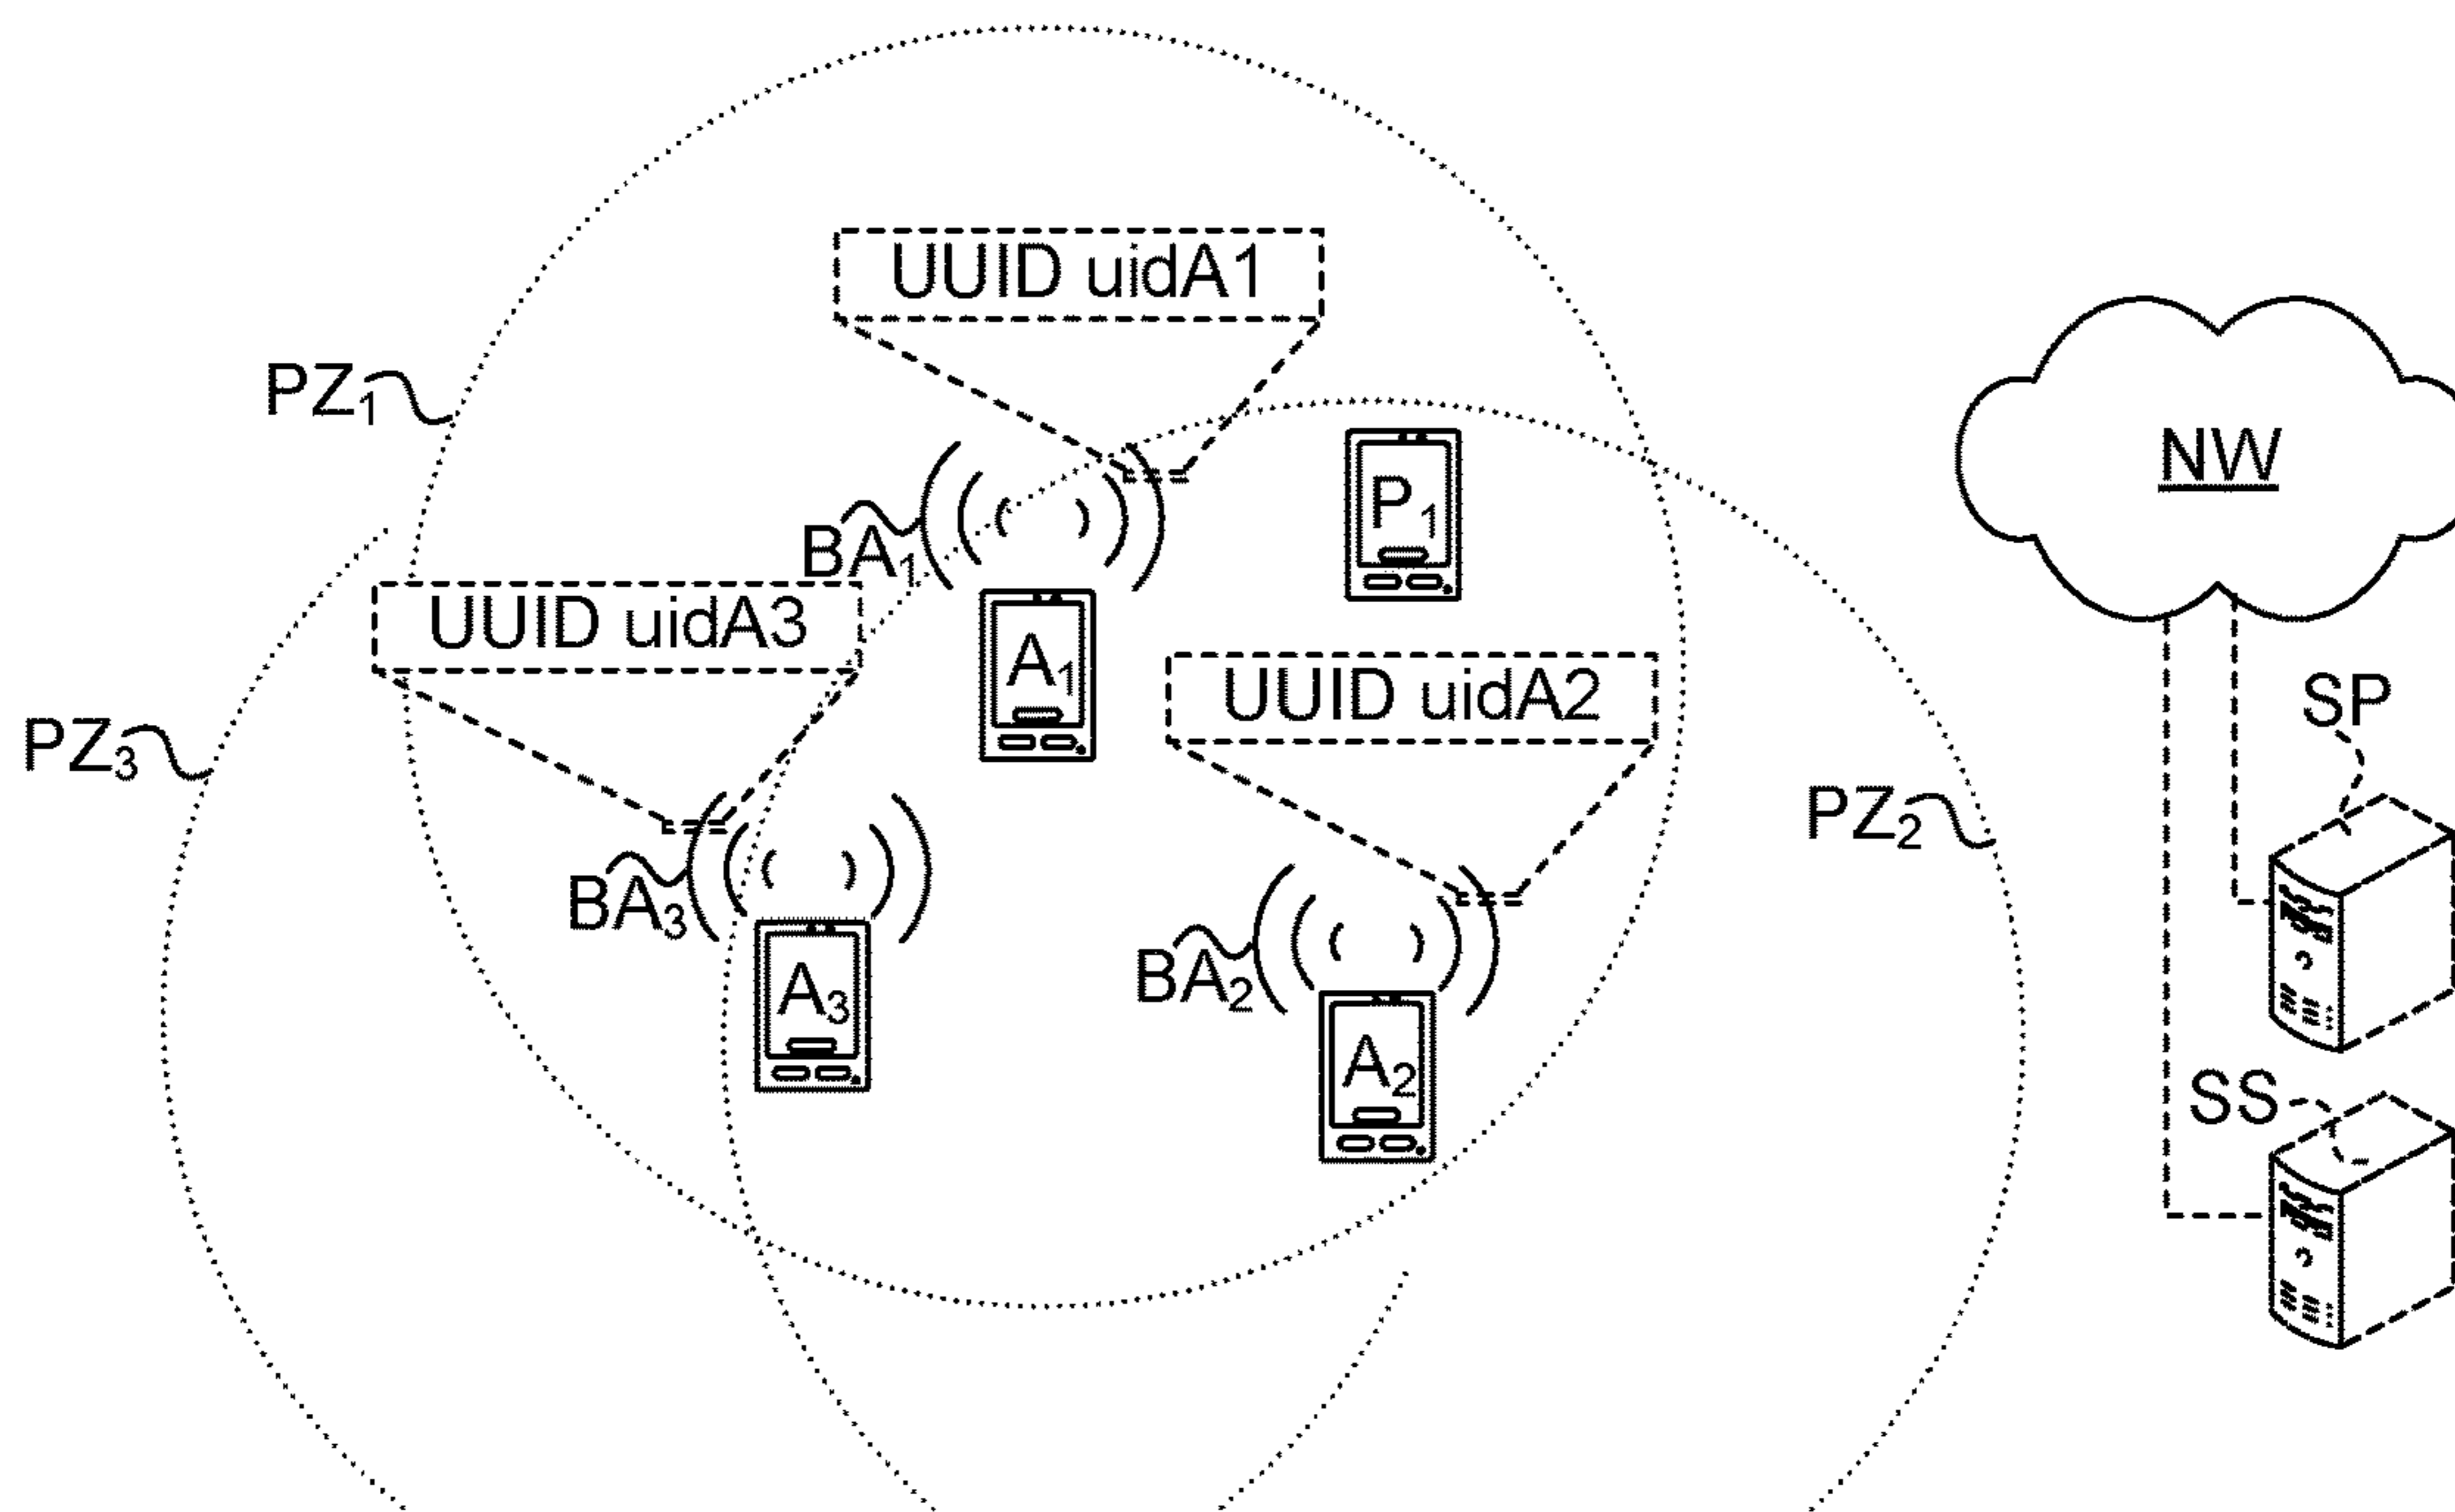 UUID uidA1
PZ₁
NW
P₁
BA₁
UUID uidA3
A₁
UUID uidA2
SP
PZ₃
PZ₂
BA₃
BA₂
A₃
A₂
SS